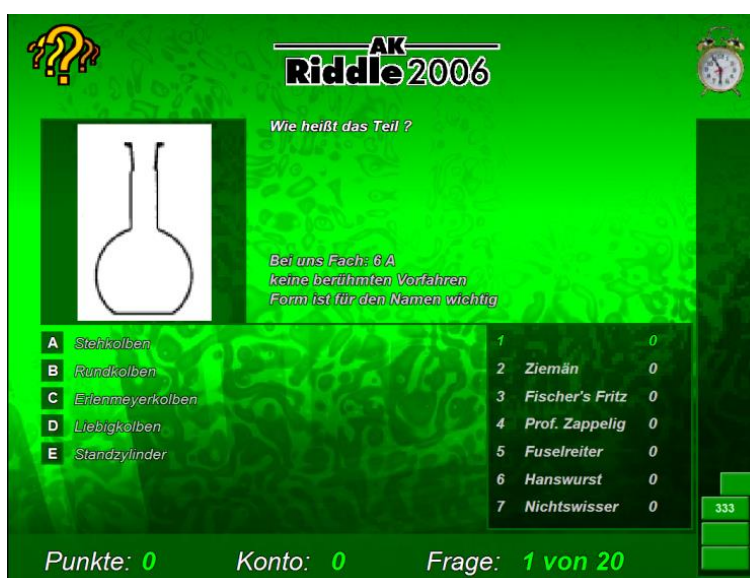 ???
AK
Riddle 2006
Wie heißt das Teil ?
Bei uns Fach: 6 A
keine berühmten Vorfahren
Form ist für den Namen wichtig
A Stehkolben
B Rundkolben
C Erlenmeyerkolben
D Liebigkolben
E Standzylinder
1 0
2 Ziemän 0
3 Fischer's Fritz 0
4 Prof. Zappelig 0
5 Fuselreiter 0
6 Hanswurst 0
7 Nichtswisser 0
333
Punkte: 0 Konto: 0 Frage: 1 von 20